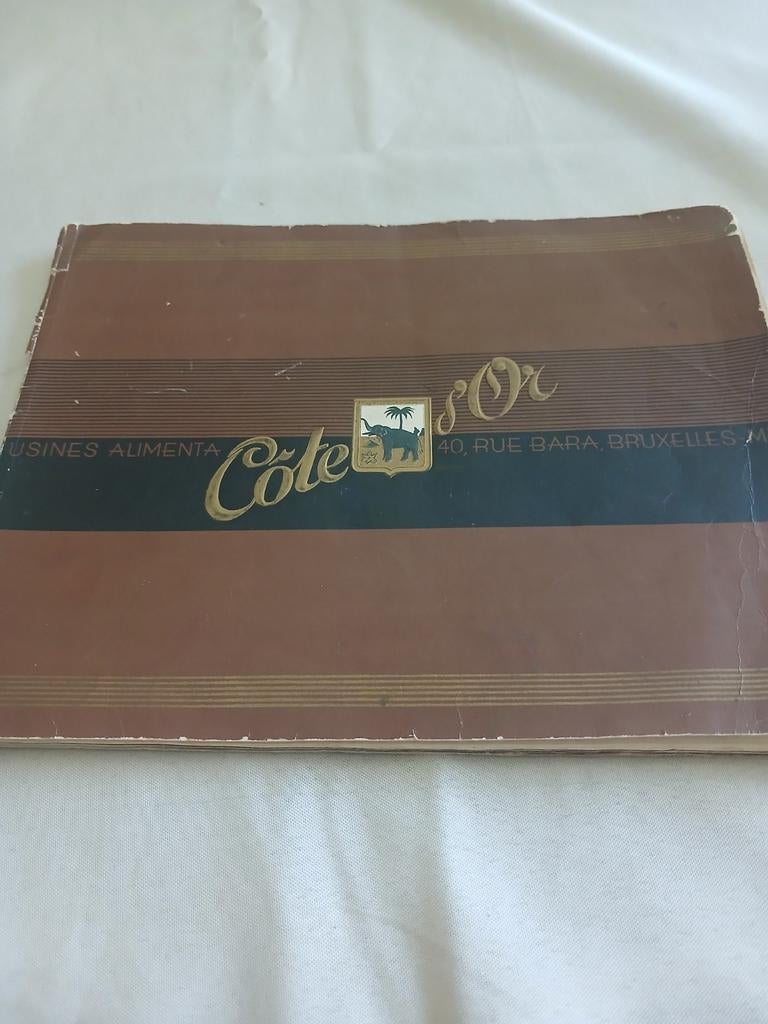 Côte d'Or
USINES ALIMENTA 40, RUE BARA, BRUXELLES-M